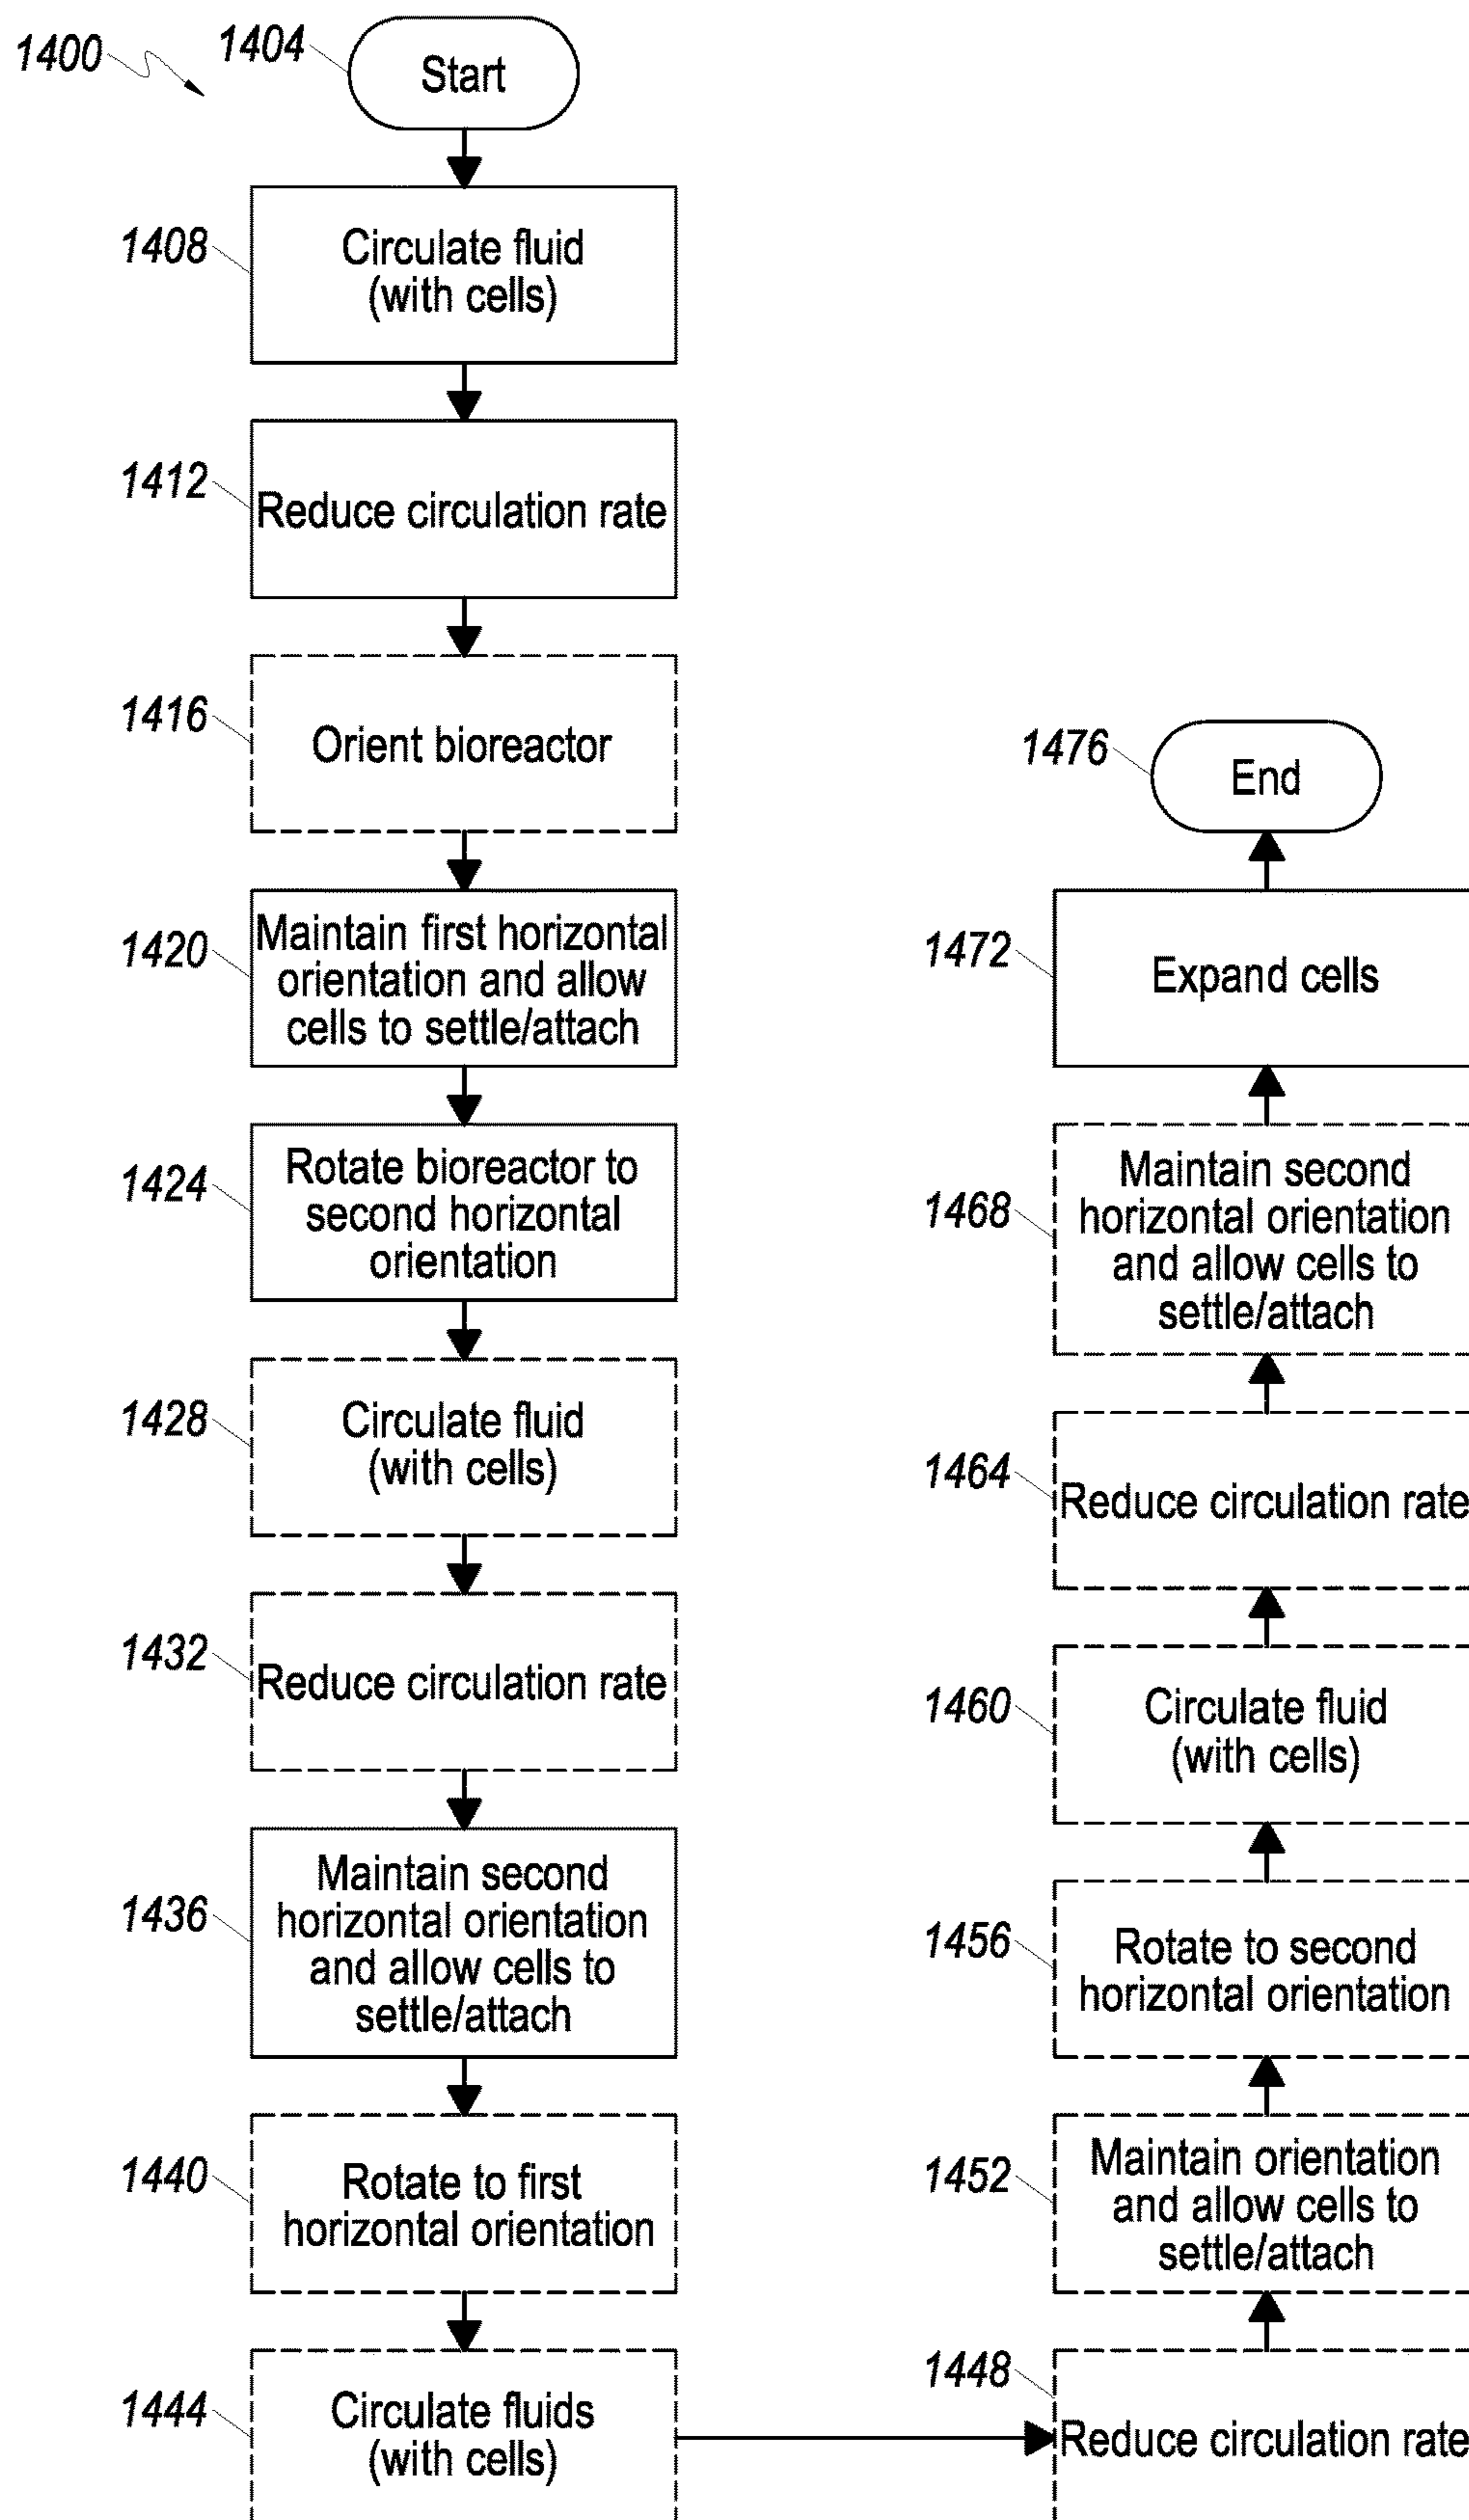 1400
1404
Start
1408
Circulate fluid
(with cells)
1412
Reduce circulation rate
1416
Orient bioreactor
1420
Maintain first horizontal
orientation and allow
cells to settle/attach
1424
Rotate bioreactor to
second horizontal
orientation
1428
Circulate fluid
(with cells)
1432
Reduce circulation rate
1436
Maintain second
horizontal orientation
and allow cells to
settle/attach
1440
Rotate to first
horizontal orientation
1444
Circulate fluids
(with cells)
1448
Reduce circulation rate
1452
Maintain orientation
and allow cells to
settle/attach
1456
Rotate to second
horizontal orientation
1460
Circulate fluid
(with cells)
1464
Reduce circulation rate
1468
Maintain second
horizontal orientation
and allow cells to
settle/attach
1472
Expand cells
1476
End